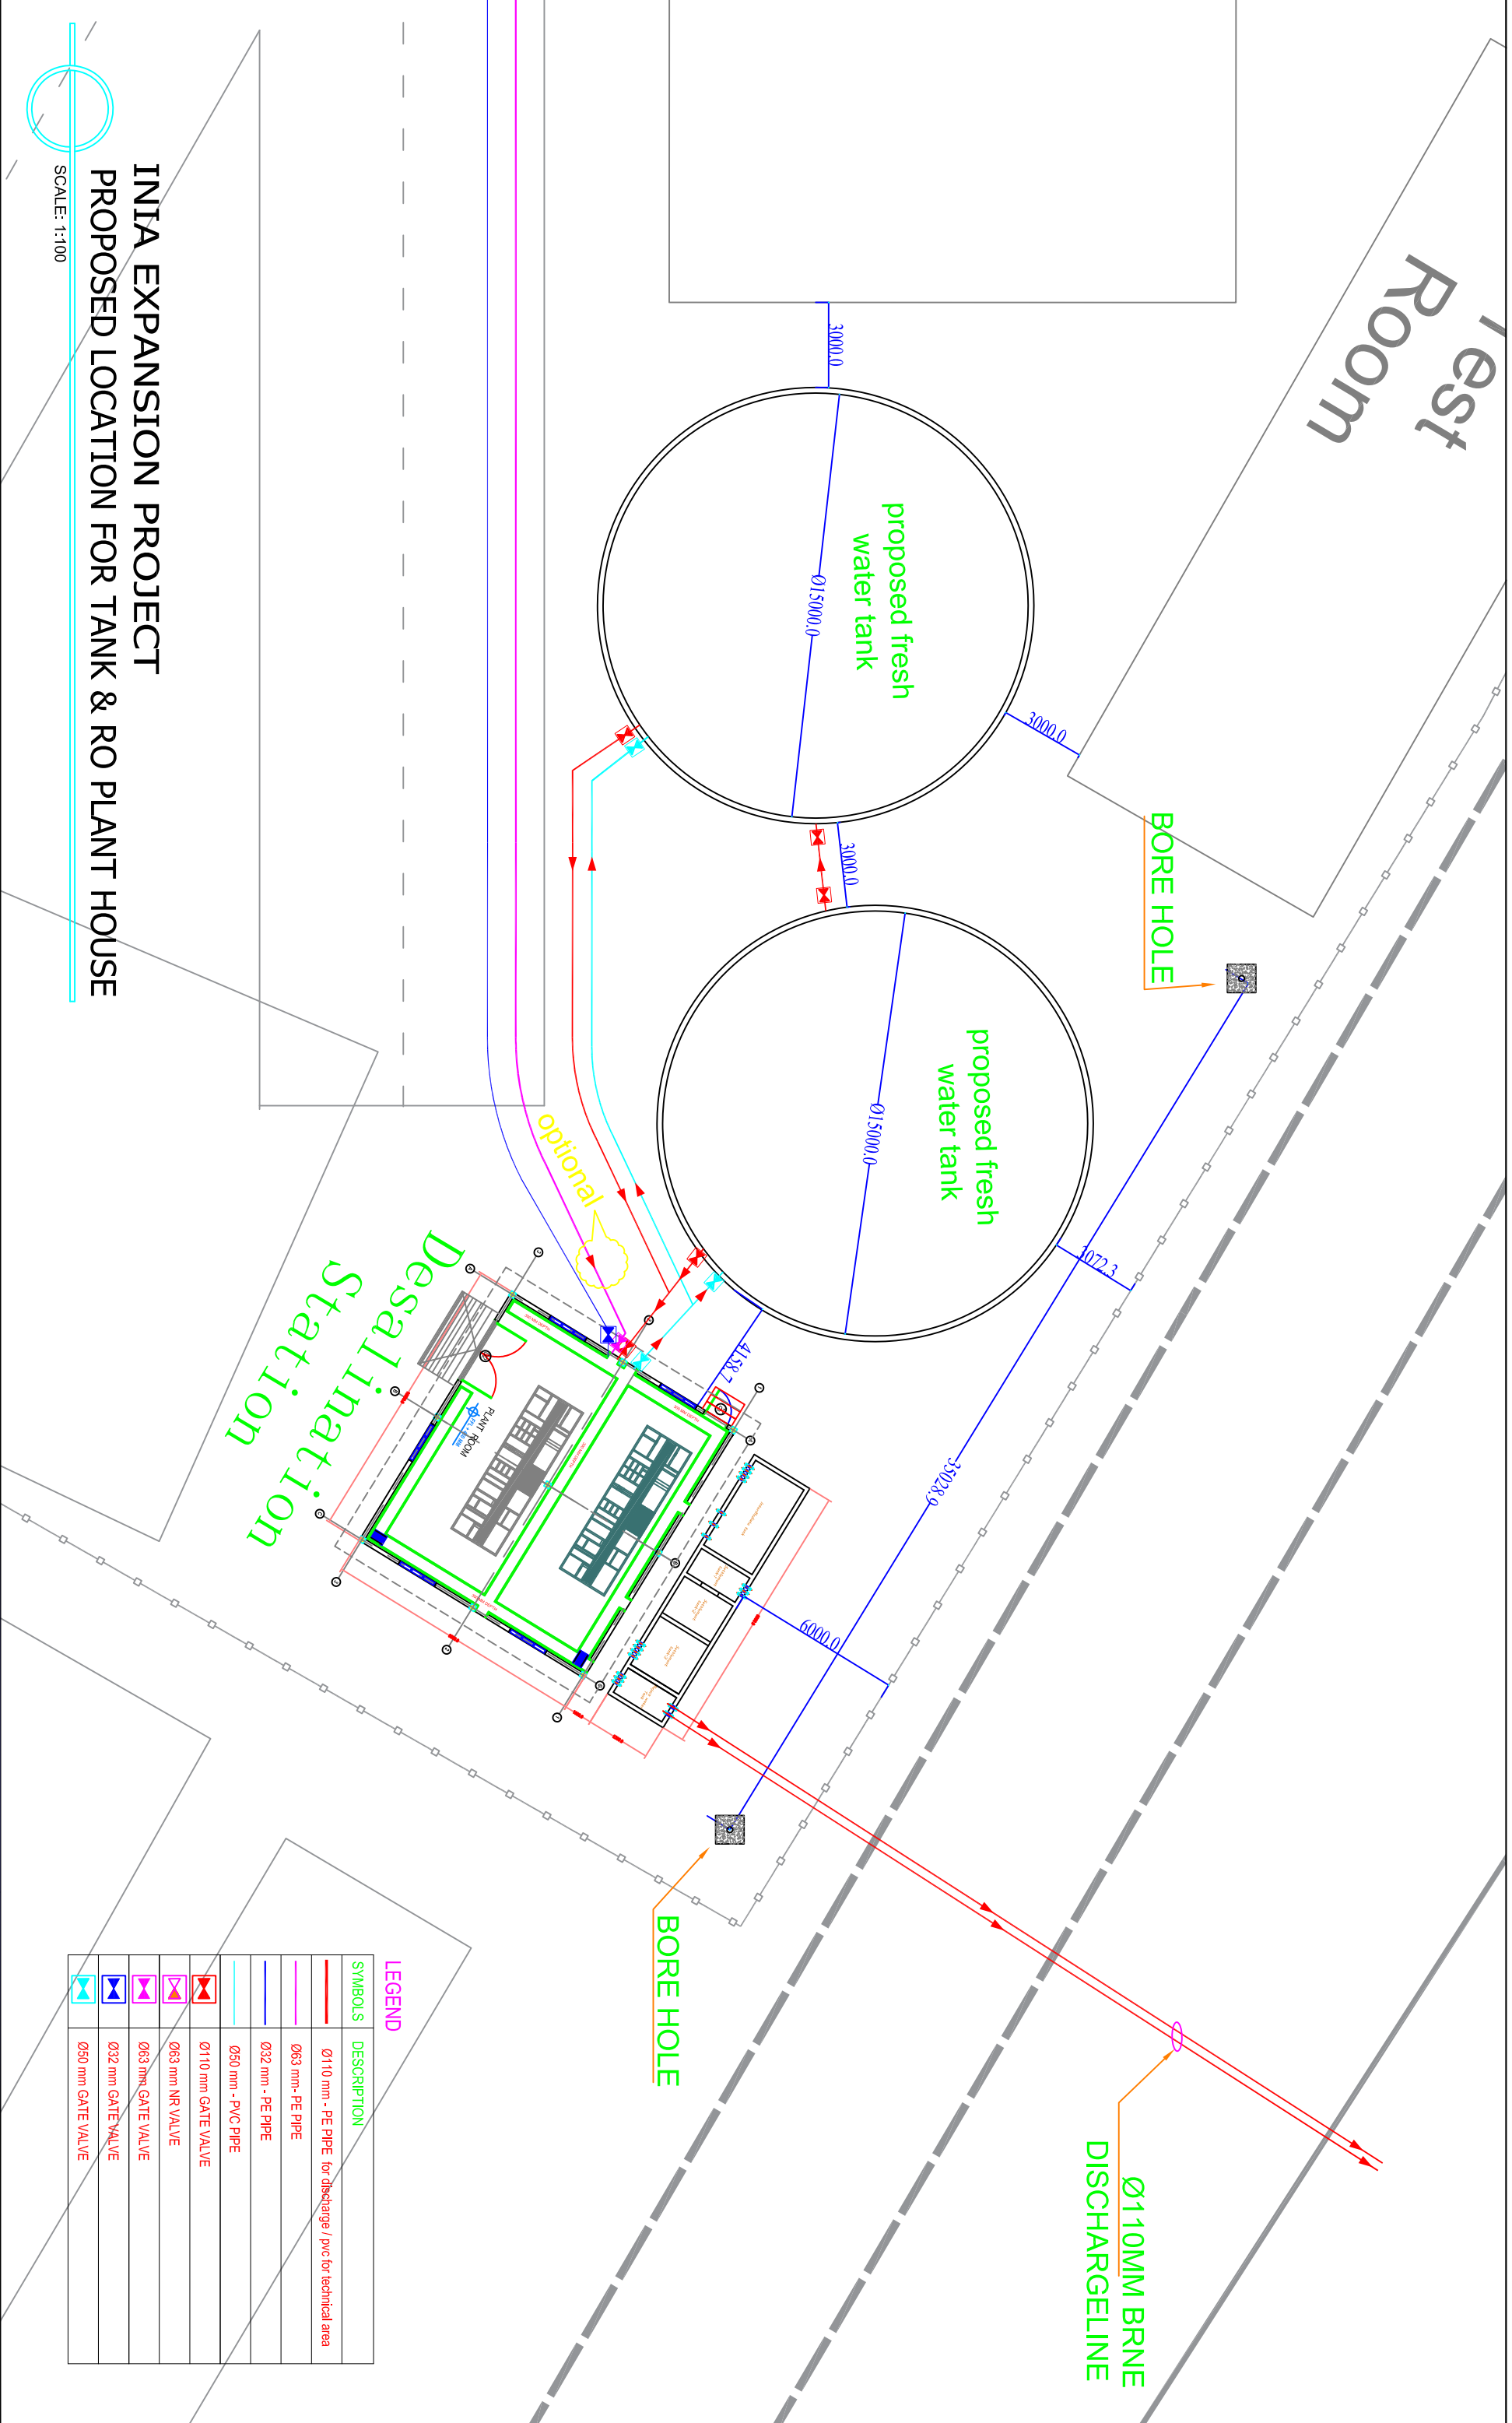 Test
Room
3000.0
proposed fresh
water tank
Ø15000.0
3000.0
3000.0
BORE HOLE
proposed fresh
water tank
Ø15000.0
3072.3
optional
4158.7
35028.9
6000.0
Desalination
Station
PLANT ROOM
BORE HOLE
Ø110MM BRNE
DISCHARGELINE
INIA EXPANSION PROJECT
PROPOSED LOCATION FOR TANK & RO PLANT HOUSE
SCALE: 1:100
LEGEND
SYMBOLS DESCRIPTION
Ø110 mm - PE PIPE for discharge / pvc for technical area
Ø63 mm- PE PIPE
Ø32 mm - PE PIPE
Ø50 mm - PVC PIPE
Ø110 mm GATE VALVE
Ø63 mm NR VALVE
Ø63 mm GATE VALVE
Ø32 mm GATE VALVE
Ø50 mm GATE VALVE